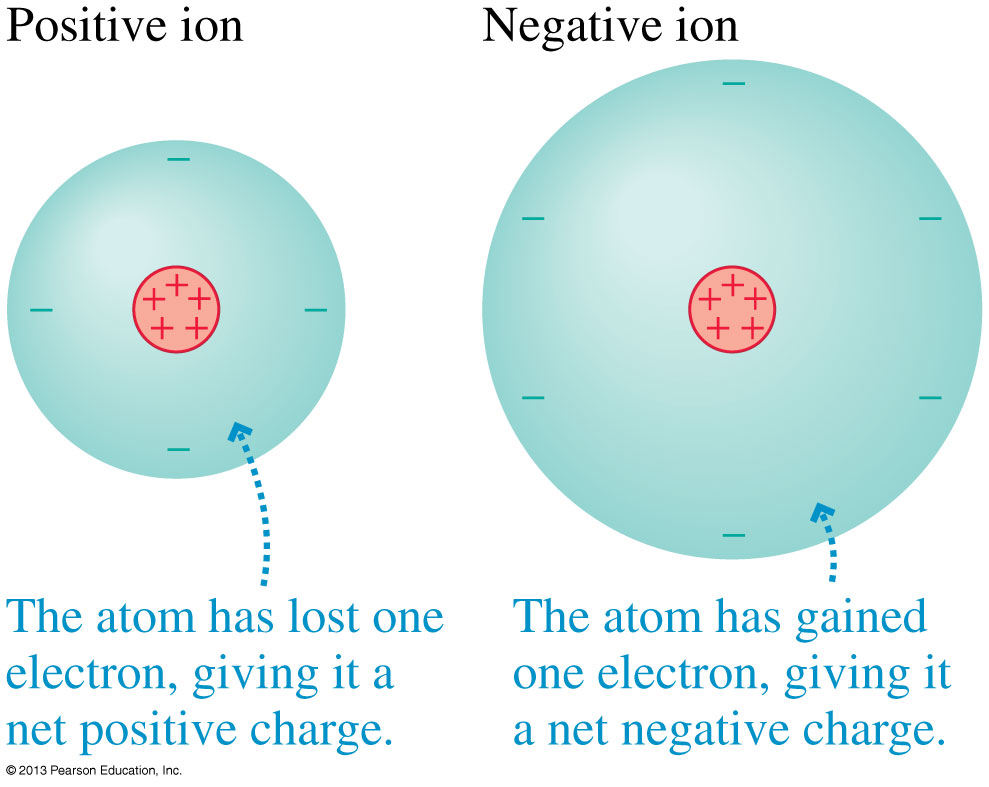 Positive ion
Negative ion
The atom has lost one
electron, giving it a
net positive charge.
The atom has gained
one electron, giving it
a net negative charge.
© 2013 Pearson Education, Inc.